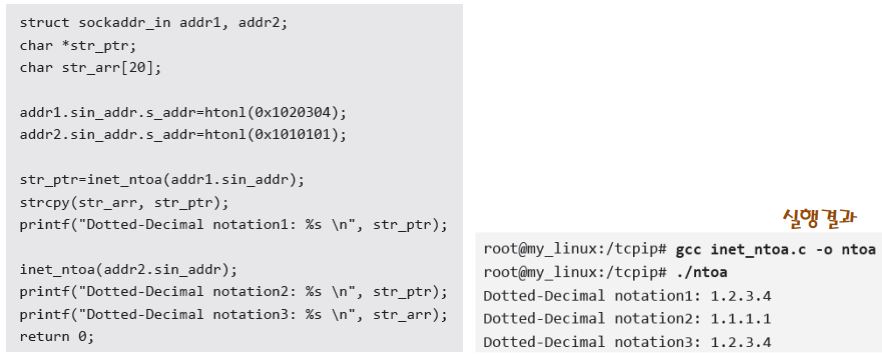 struct sockaddr_in addr1, addr2;
char *str_ptr;
char str_arr[20];
addr1.sin_addr.s_addr=htonl(0x1020304);
addr2.sin_addr.s_addr=htonl(0x1010101);
str_ptr=inet_ntoa(addr1.sin_addr);
strcpy(str_arr, str_ptr);
printf("Dotted-Decimal notation1: %s \n", str_ptr);
inet_ntoa(addr2.sin_addr);
printf("Dotted-Decimal notation2: %s \n", str_ptr);
printf("Dotted-Decimal notation3: %s \n", str_arr);
return 0;
실행결과
root@my_linux:/tcpip# gcc inet_ntoa.c -o ntoa
root@my_linux:/tcpip# ./ntoa
Dotted-Decimal notation1: 1.2.3.4
Dotted-Decimal notation2: 1.1.1.1
Dotted-Decimal notation3: 1.2.3.4